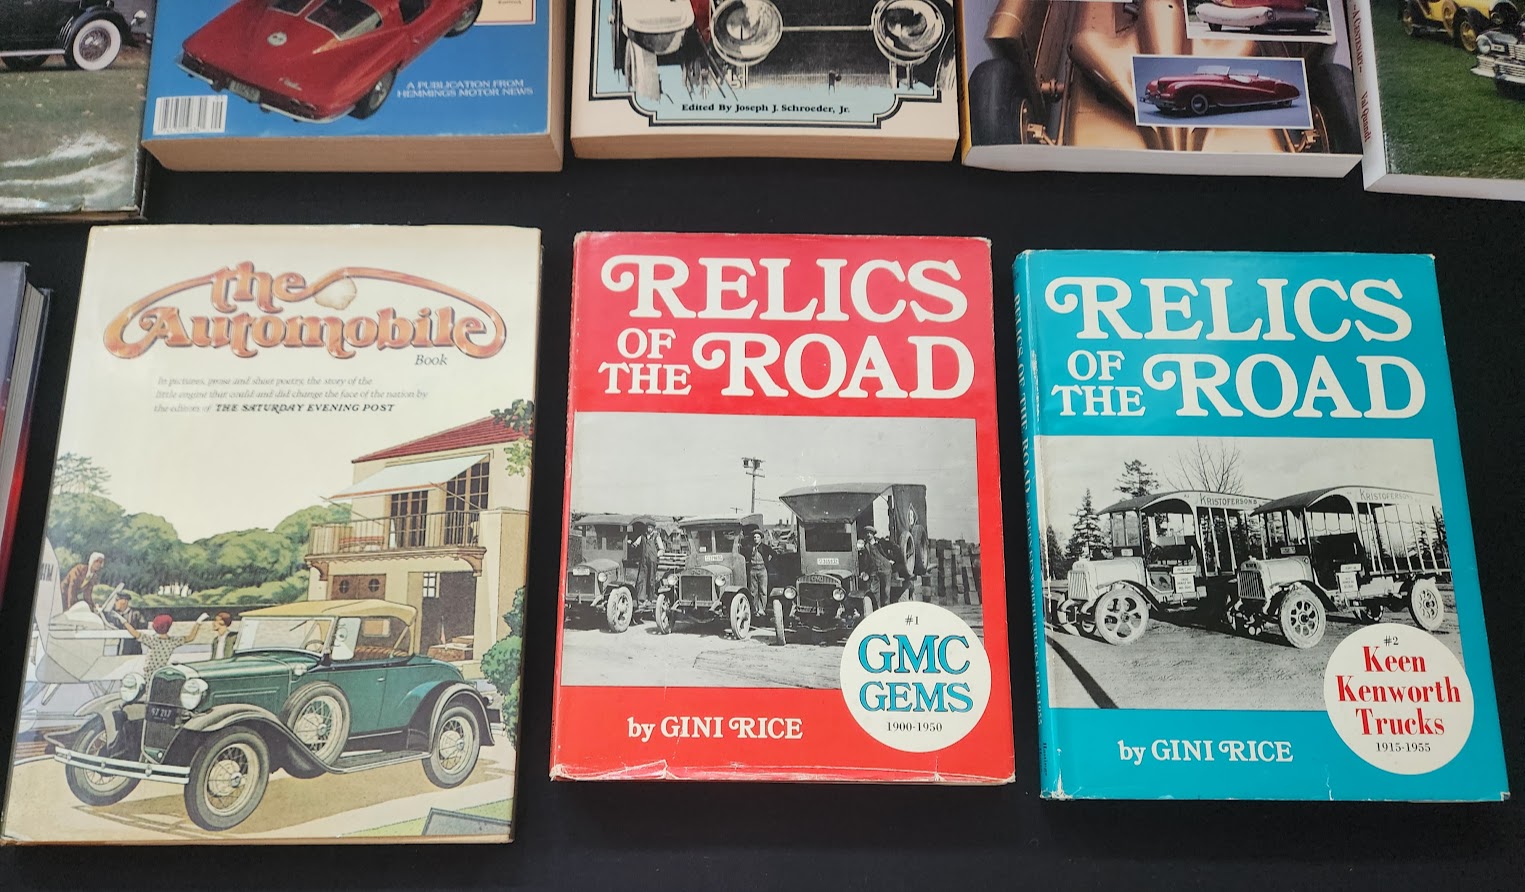 A PUBLICATION FROM
HEMMINGS MOTOR NEWS
Edited By Joseph J. Schroeder, Jr.
the
Automobile
Book
In pictures, prose and short poetry, the story of the
little engine that could and did change the face of the nation by
the editors of THE SATURDAY EVENING POST
RELICS
OF
THE ROAD
#1
GMC
GEMS
1900-1950
by GINI RICE
RELICS
OF
THE ROAD
KRISTOFERSON'S
KRISTOFERSON
#2
Keen
Kenworth
Trucks
1915-1955
by GINI RICE